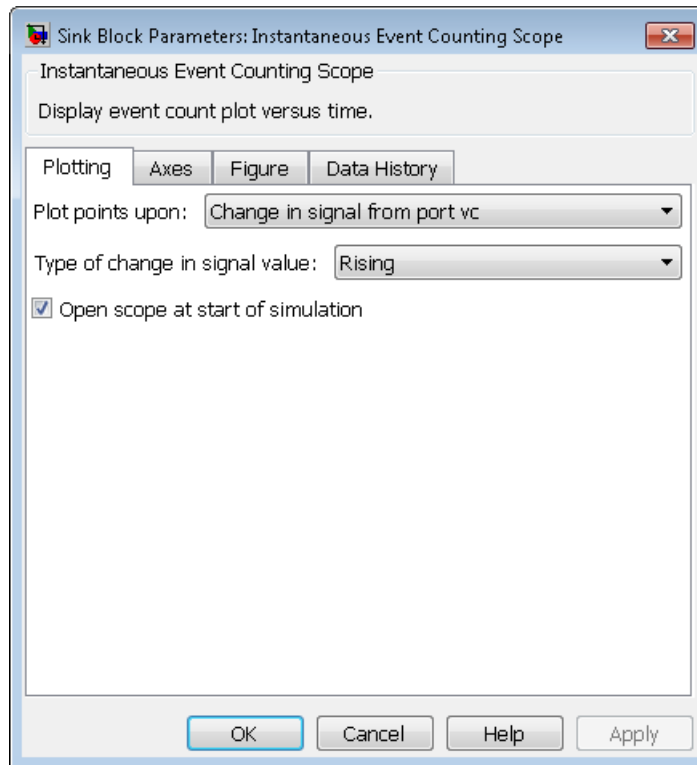 Sink Block Parameters: Instantaneous Event Counting Scope
Instantaneous Event Counting Scope
Display event count plot versus time.
Plotting Axes Figure Data History
Plot points upon: Change in signal from port vc
Type of change in signal value: Rising
Open scope at start of simulation
OK Cancel Help Apply